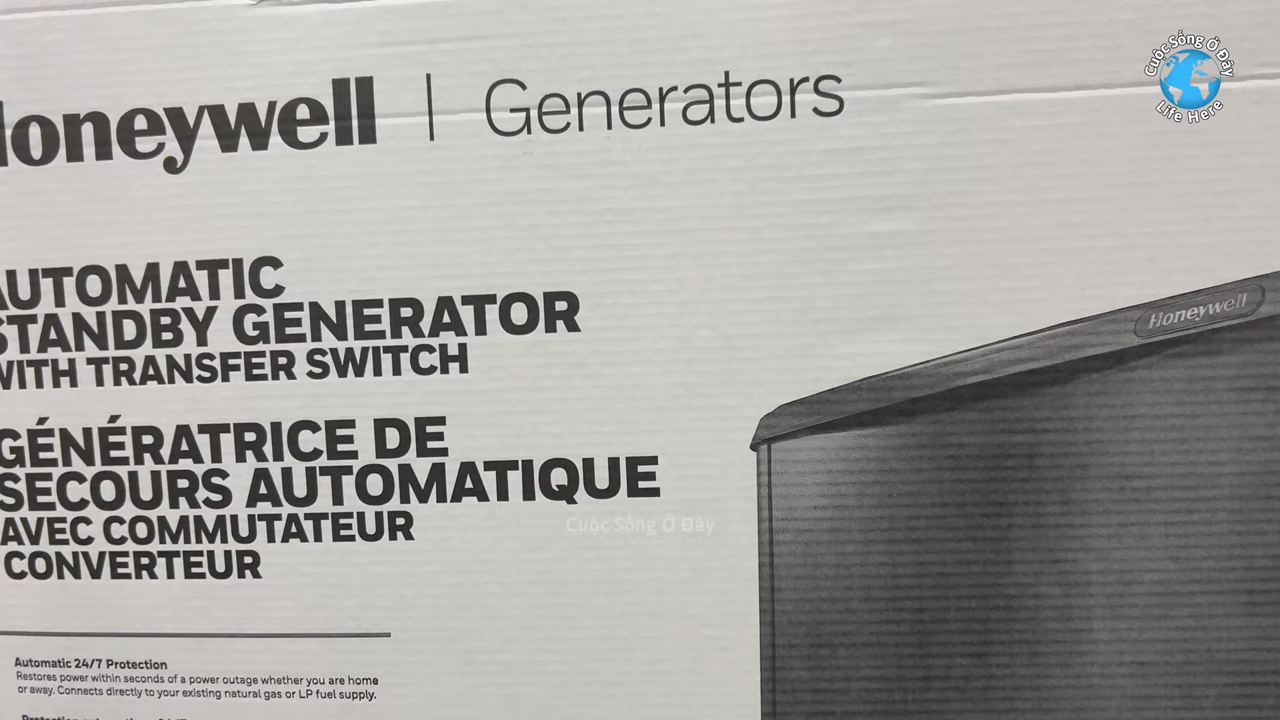 Honeywell | Generators
Cuộc Sống Ở Đây
Life Here
AUTOMATIC
STANDBY GENERATOR
WITH TRANSFER SWITCH
Honeywell
GÉNÉRATRICE DE
SECOURS AUTOMATIQUE
AVEC COMMUTATEUR
CONVERTEUR
Cuộc Sống Ở Đây
Automatic 24/7 Protection
Restores power within seconds of a power outage whether you are home
or away. Connects directly to your existing natural gas or LP fuel supply.